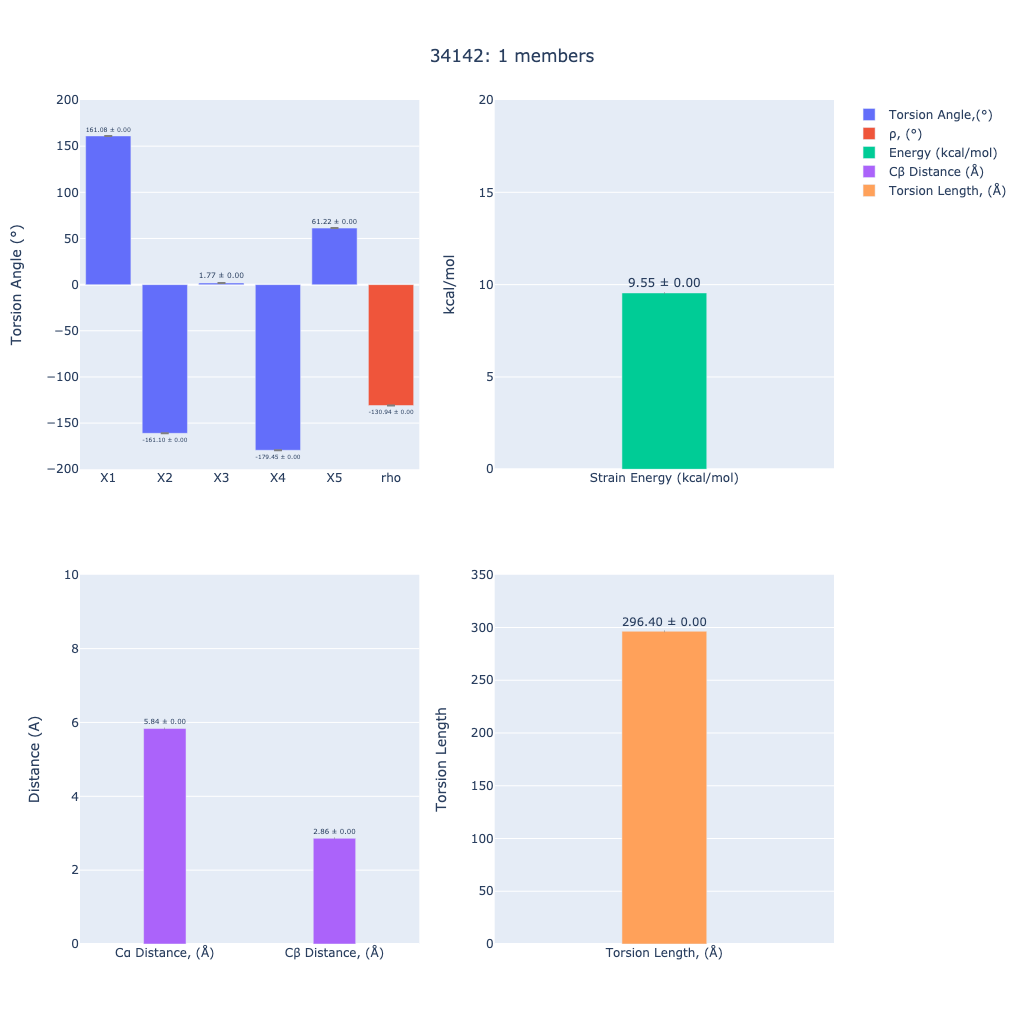 34142: 1 members
200
150
100
50
0
−50
−100
−150
−200
Torsion Angle (°)
161.08 ± 0.00
-161.10 ± 0.00
1.77 ± 0.00
-179.45 ± 0.00
61.22 ± 0.00
-130.94 ± 0.00
X1 X2 X3 X4 X5 rho
20
15
10
5
0
kcal/mol
9.55 ± 0.00
Strain Energy (kcal/mol)
Torsion Angle,(°)
ρ, (°)
Energy (kcal/mol)
Cβ Distance (Å)
Torsion Length, (Å)
10
8
6
4
2
0
Distance (A)
5.84 ± 0.00
2.86 ± 0.00
Cα Distance, (Å) Cβ Distance, (Å)
350
300
250
200
150
100
50
0
Torsion Length
296.40 ± 0.00
Torsion Length, (Å)